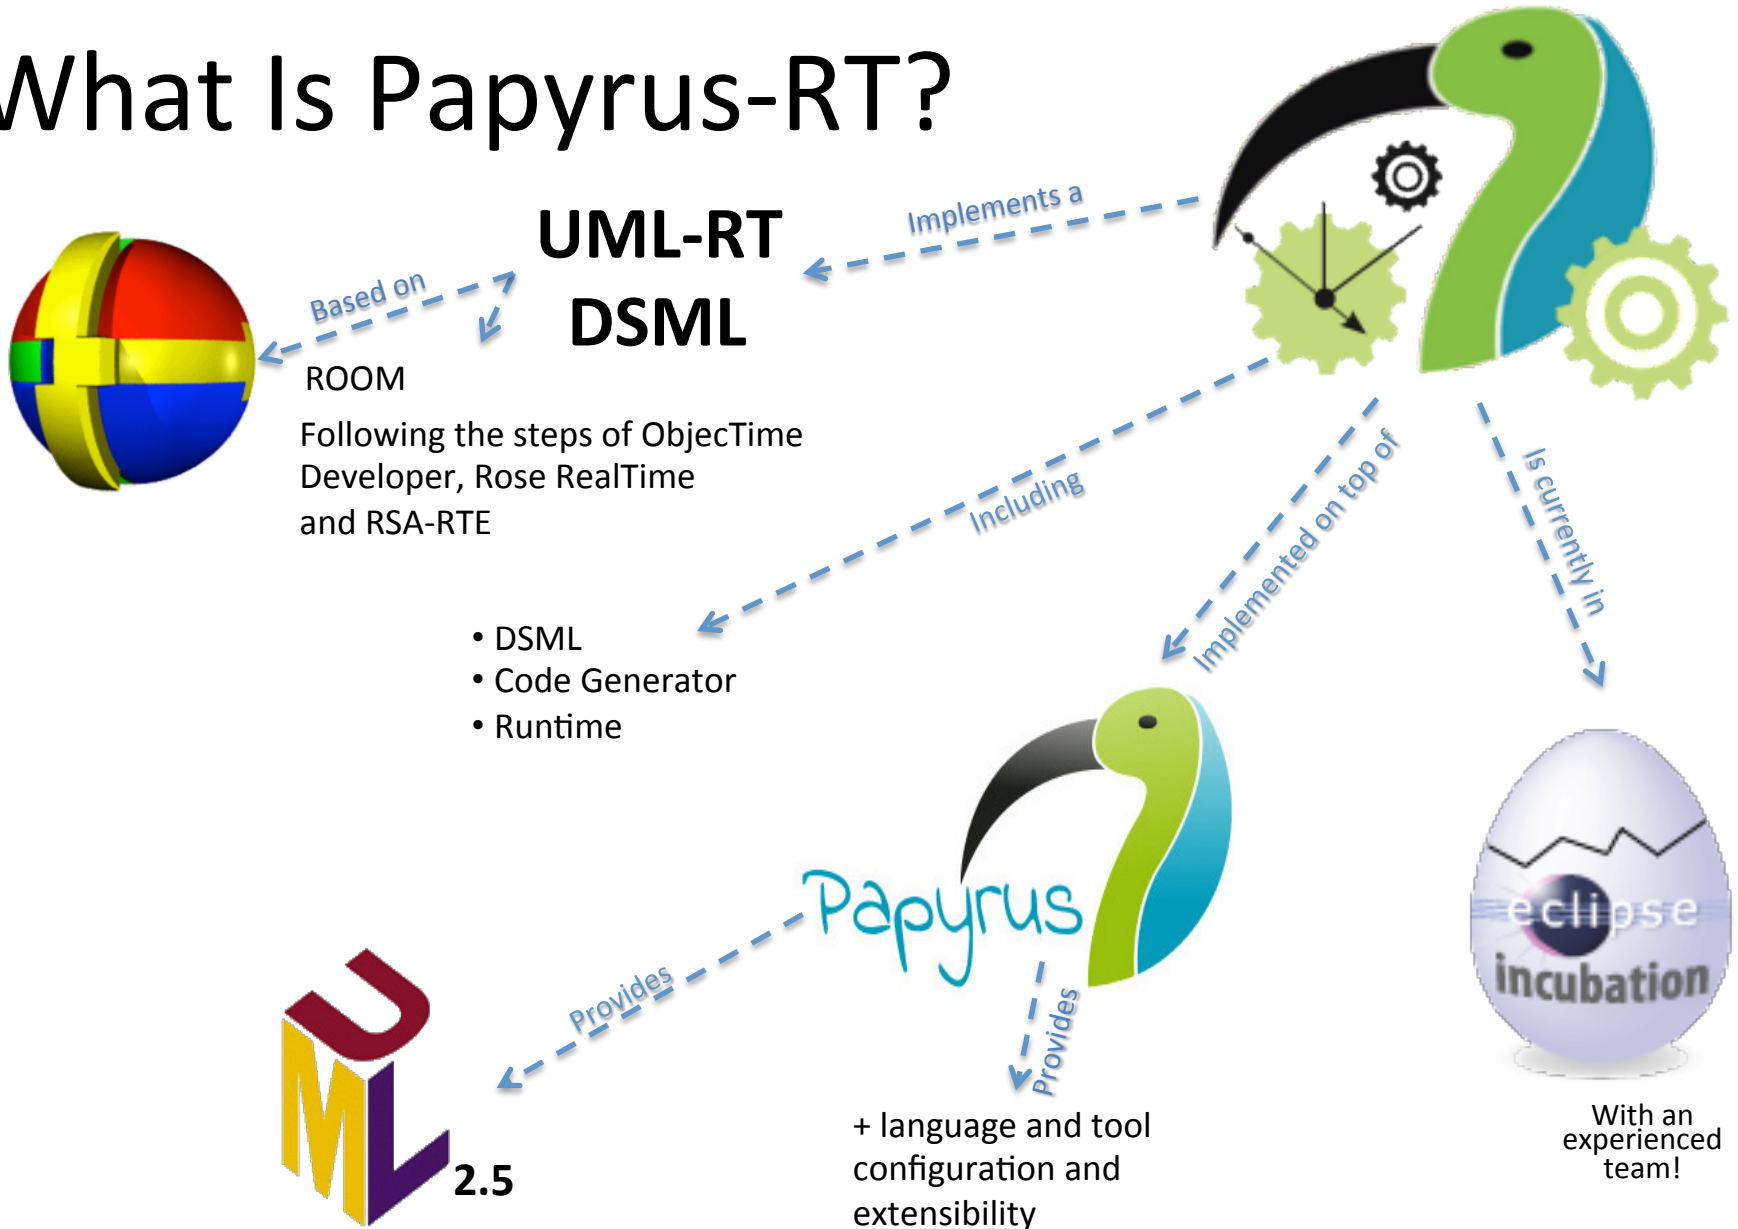 What Is Papyrus-RT?
UML-RT
DSML
Implements a
Based on
ROOM
Following the steps of ObjecTime
Developer, Rose RealTime
and RSA-RTE
Including
Implemented on top of
Is currently in
• DSML
• Code Generator
• Runtime
Papyrus
eclipse
incubation
Provides
Provides
UML
2.5
+ language and tool
configuration and
extensibility
With an
experienced
team!